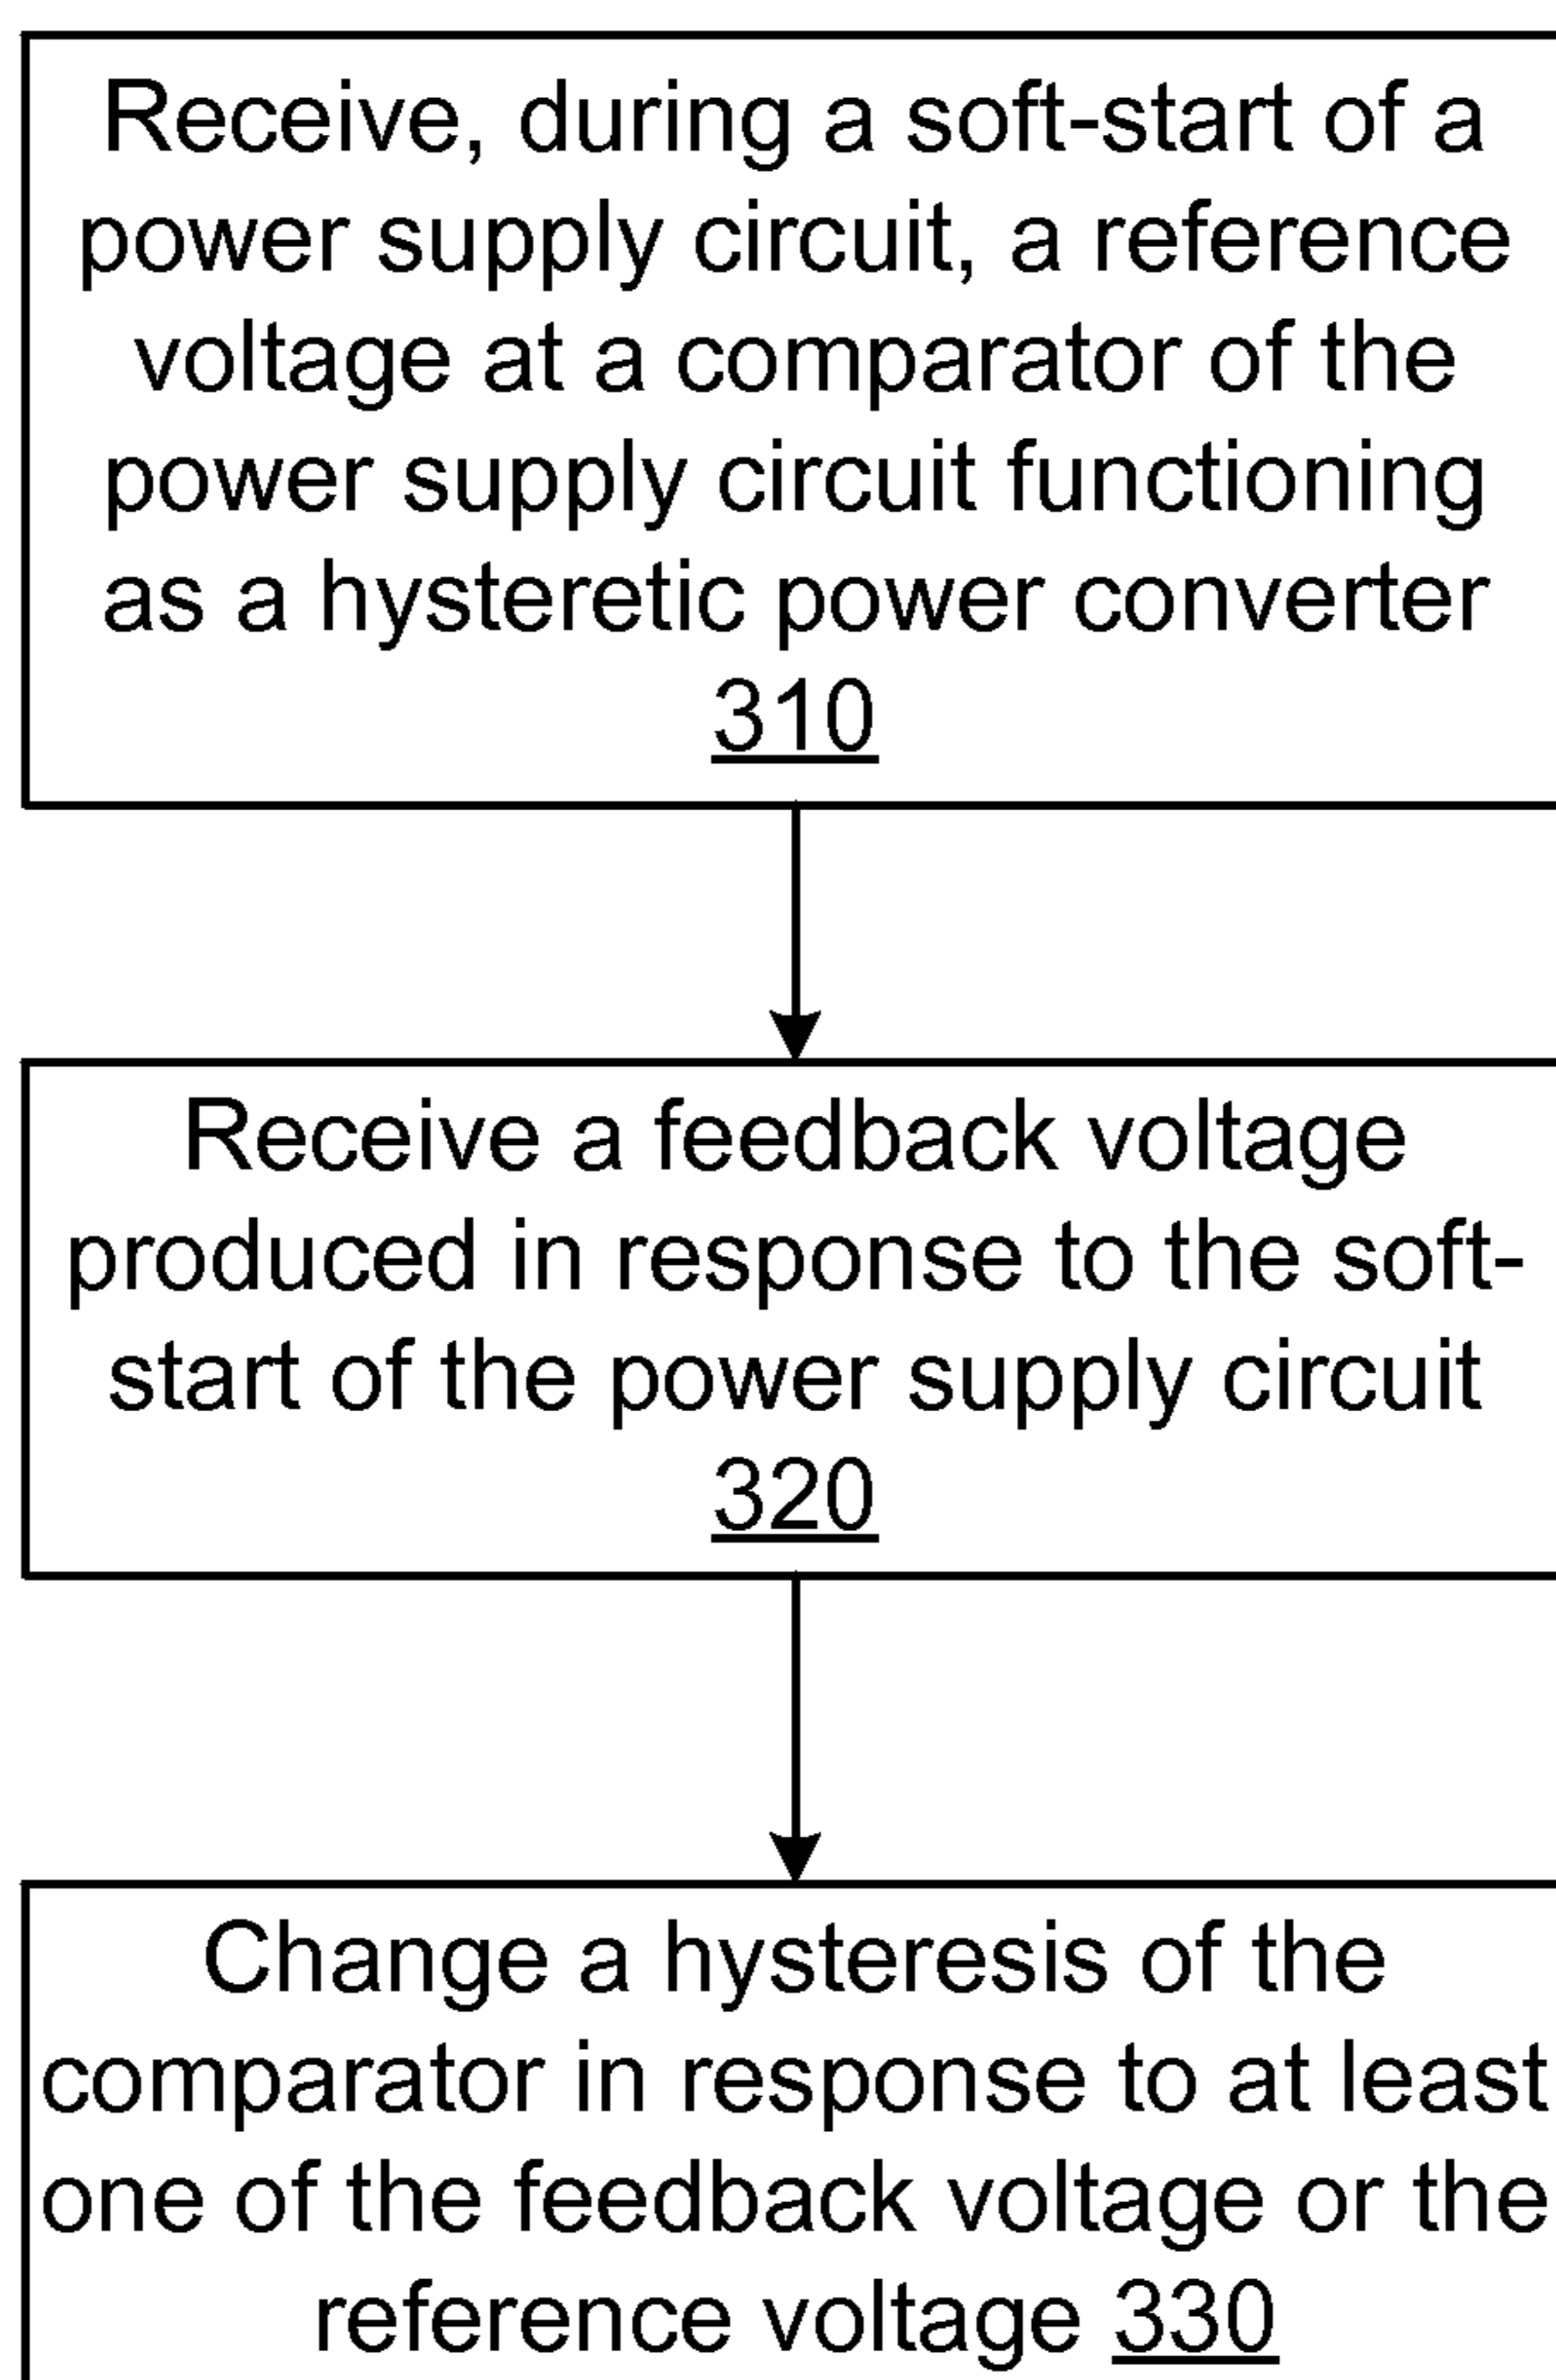 Receive, during a soft-start of a
power supply circuit, a reference
voltage at a comparator of the
power supply circuit functioning
as a hysteretic power converter
310
Receive a feedback voltage
produced in response to the soft-
start of the power supply circuit
320
Change a hysteresis of the
comparator in response to at least
one of the feedback voltage or the
reference voltage 330